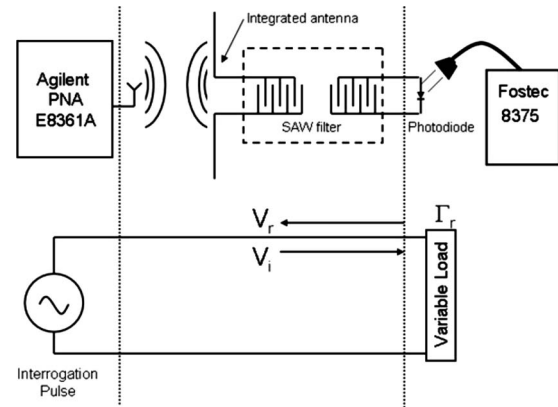 Integrated antenna
Agilent
PNA
E8361A
SAW filter
Photodiode
Fostec
8375
Vr
Vi
Γr
Variable Load
Interrogation
Pulse